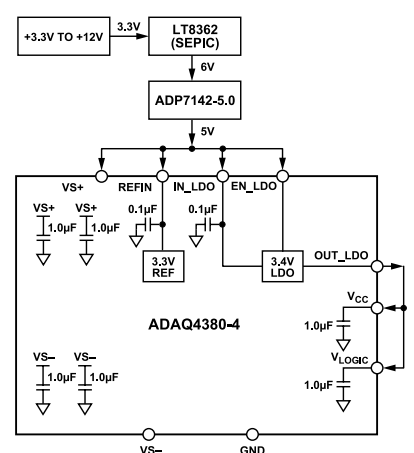 +3.3V TO +12V
3.3V
LT8362
(SEPIC)
6V
ADP7142-5.0
5V
VS+
REFIN
IN_LDO
EN_LDO
VS+
VS+
1.0µF
1.0µF
0.1µF
0.1µF
3.3V
REF
3.4V
LDO
OUT_LDO
ADAQ4380-4
VCC
1.0µF
VLOGIC
1.0µF
VS–
VS–
1.0µF
1.0µF
VS–
GND